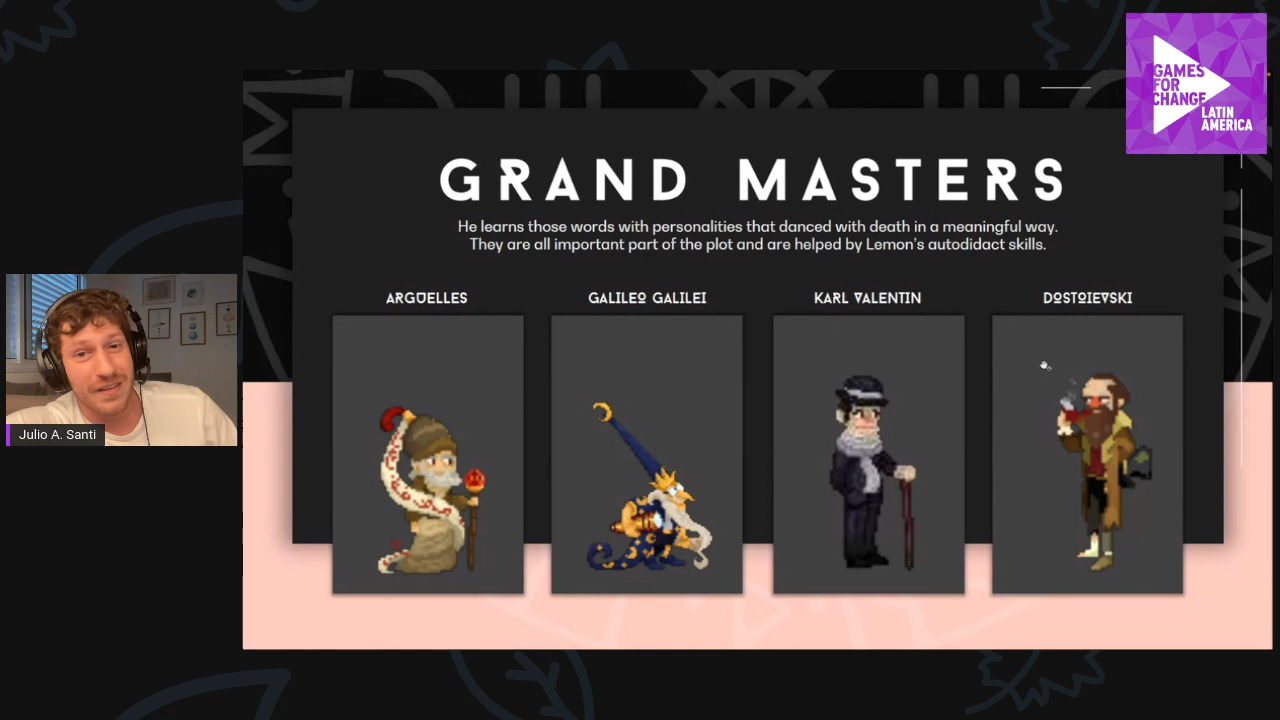 GAMES
FOR
CHANGE
LATIN
AMERICA
GRAND MASTERS
He learns those words with personalities that danced with death in a meaningful way.
They are all important part of the plot and are helped by Lemon's autodidact skills.
ARGÜELLES
GALILEO GALILEI
KARL VALENTIN
DOSTOIEVSKI
Julio A. Santi